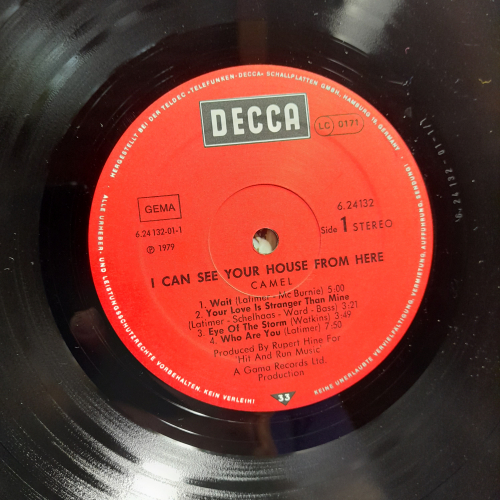 HERGESTELLT BEI DER TELDEC »TELEFUNKEN-DECCA« SCHALLPLATTEN GMBH, HAMBURG 19, GERMANY
ALLE URHEBER- UND LEISTUNGSSCHUTZRECHTE VORBEHALTEN. KEIN VERLEIH!
KEINE UNERLAUBTE VERVIELFÄLTIGUNG, VERMIETUNG, AUFFÜHRUNG, SENDUNG!
DECCA
LC 0171
GEMA
6.24 132-01-1
℗ 1979
6.24132
Side 1 STEREO
I CAN SEE YOUR HOUSE FROM HERE
CAMEL
1. Wait (Latimer - Mc Burnie) 5:00
2. Your Love Is Stranger Than Mine
(Latimer - Schelhaas - Ward - Bass) 3:21
3. Eye Of The Storm (Watkins) 3:49
4. Who Are You (Latimer) 7:50
Produced By Rupert Hine For
'Hit And Run Music'
A Gama Records Ltd.
Production
33